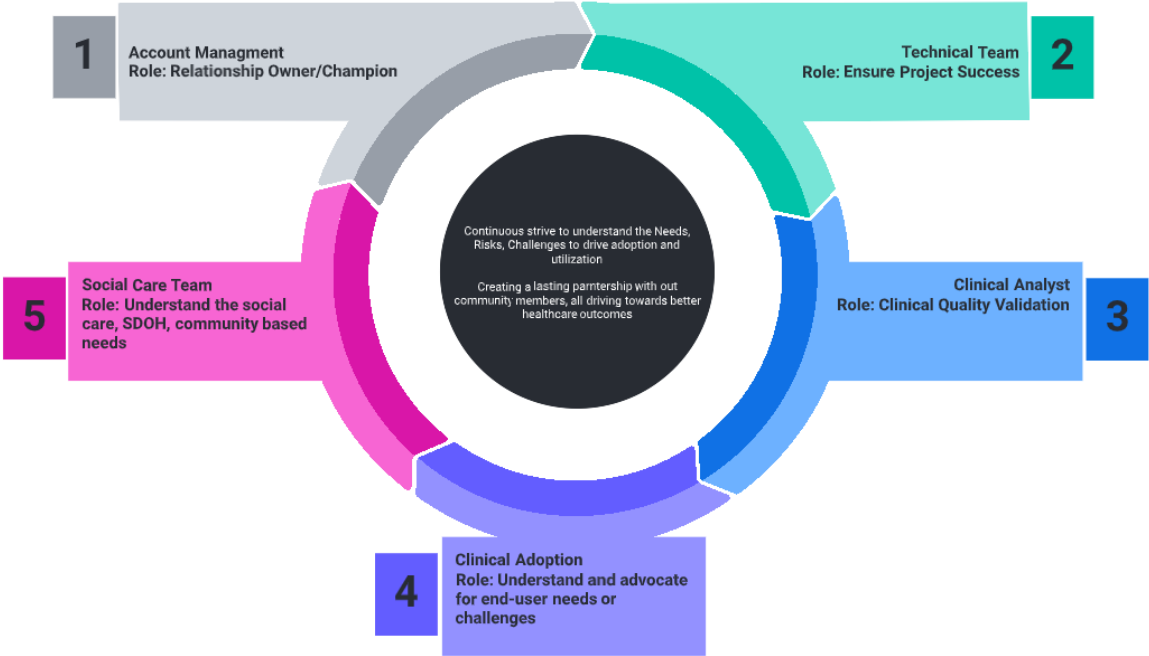 1
Account Managment
Role: Relationship Owner/Champion
2
Technical Team
Role: Ensure Project Success
Continuous strive to understand the Needs,
Risks, Challenges to drive adoption and
utilization
Creating a lasting parntership with out
community members, all driving towards better
healthcare outcomes
3
Clinical Analyst
Role: Clinical Quality Validation
4
Clinical Adoption
Role: Understand and advocate
for end-user needs or
challenges
5
Social Care Team
Role: Understand the social
care, SDOH, community based
needs